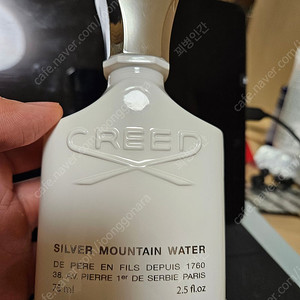 CREED
SILVER MOUNTAIN WATER
DE PERE EN FILS DEPUIS 1760
38, AV PIERRE 1er DE SERBIE PARIS
75 ml 2.5 fl.oz